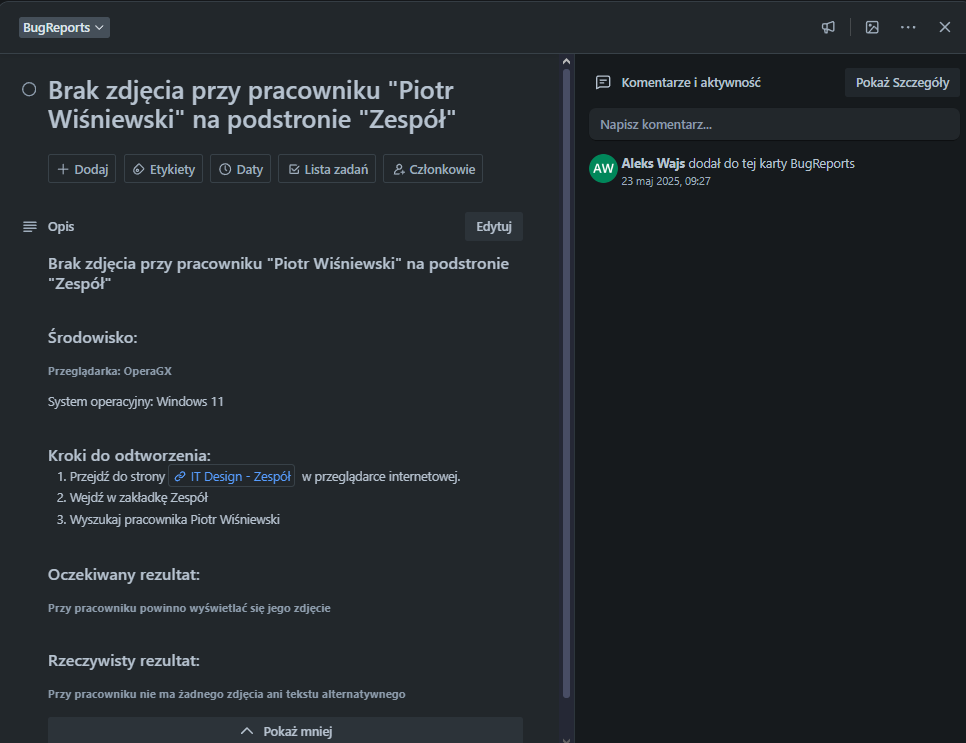 BugReports
Brak zdjęcia przy pracowniku "Piotr
Wiśniewski" na podstronie "Zespół"
Dodaj
Etykiety
Daty
Lista zadań
Członkowie
Opis
Edytuj
Brak zdjęcia przy pracowniku "Piotr Wiśniewski" na podstronie
"Zespół"
Środowisko:
Przeglądarka: OperaGX
System operacyjny: Windows 11
Kroki do odtworzenia:
1. Przejdź do strony IT Design - Zespół w przeglądarce internetowej.
2. Wejdź w zakładkę Zespół
3. Wyszukaj pracownika Piotr Wiśniewski
Oczekiwany rezultat:
Przy pracowniku powinno wyświetlać się jego zdjęcie
Rzeczywisty rezultat:
Przy pracowniku nie ma żadnego zdjęcia ani tekstu alternatywnego
Pokaż mniej
Komentarze i aktywność
Pokaż Szczegóły
Napisz komentarz...
AW
Aleks Wajs dodał do tej karty BugReports
23 maj 2025, 09:27